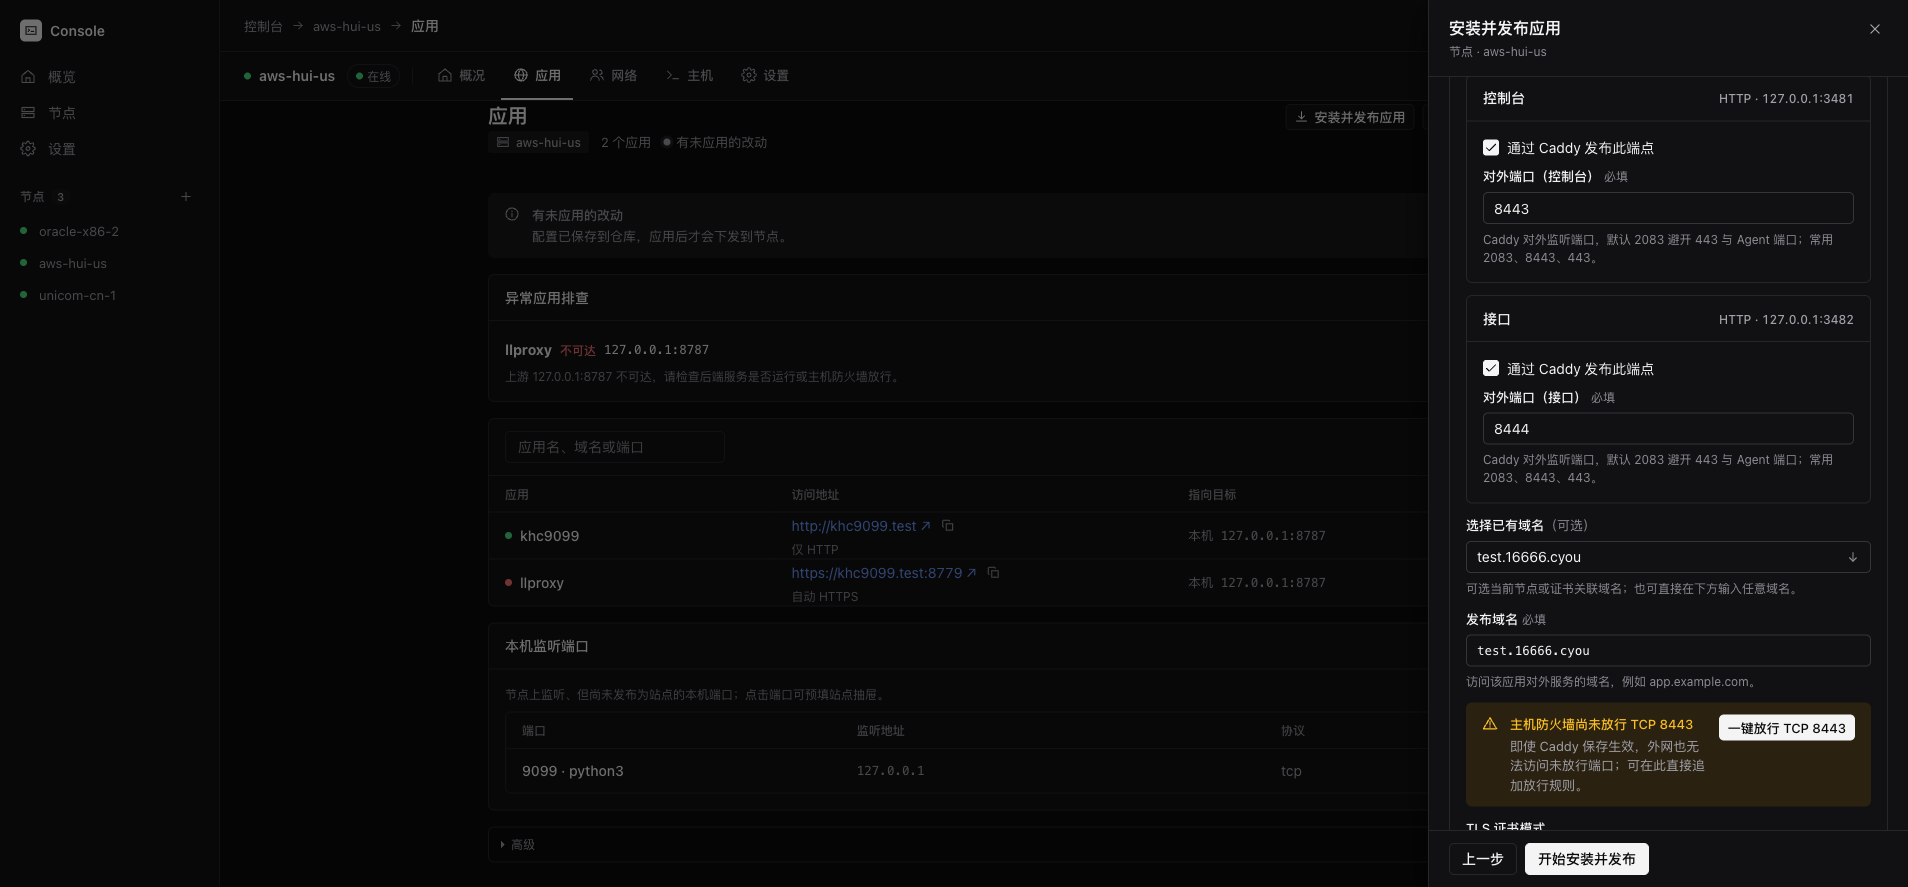 Console
概览
节点
设置
节点 3
oracle-x86-2
aws-hui-us
unicom-cn-1
控制台 → aws-hui-us → 应用
aws-hui-us 在线 概况 应用 网络 主机 设置
应用
安装并发布应用
aws-hui-us 2 个应用 有未应用的改动
有未应用的改动
配置已保存到仓库，应用后才会下发到节点。
异常应用排查
llproxy 不可达 127.0.0.1:8787
上游 127.0.0.1:8787 不可达，请检查后端服务是否运行或主机防火墙放行。
应用名、域名或端口
应用 访问地址 指向目标
khc9099 http://khc9099.test 本机 127.0.0.1:8787
仅 HTTP
llproxy https://khc9099.test:8779 本机 127.0.0.1:8787
自动 HTTPS
本机监听端口
节点上监听、但尚未发布为站点的本机端口；点击端口可预填站点抽屉。
端口 监听地址 协议
9099 · python3 127.0.0.1 tcp
高级
安装并发布应用
节点 · aws-hui-us
控制台 HTTP · 127.0.0.1:3481
通过 Caddy 发布此端点
对外端口（控制台） 必填
8443
Caddy 对外监听端口，默认 2083 避开 443 与 Agent 端口；常用
2083、8443、443。
接口 HTTP · 127.0.0.1:3482
通过 Caddy 发布此端点
对外端口（接口） 必填
8444
Caddy 对外监听端口，默认 2083 避开 443 与 Agent 端口；常用
2083、8443、443。
选择已有域名（可选）
test.16666.cyou
可选当前节点或证书关联域名；也可直接在下方输入任意域名。
发布域名 必填
test.16666.cyou
访问该应用对外服务的域名，例如 app.example.com。
主机防火墙尚未放行 TCP 8443
一键放行 TCP 8443
即使 Caddy 保存生效，外网也无
法访问未放行端口；可在此直接追
加放行规则。
TLS 证书模式
上一步 开始安装并发布